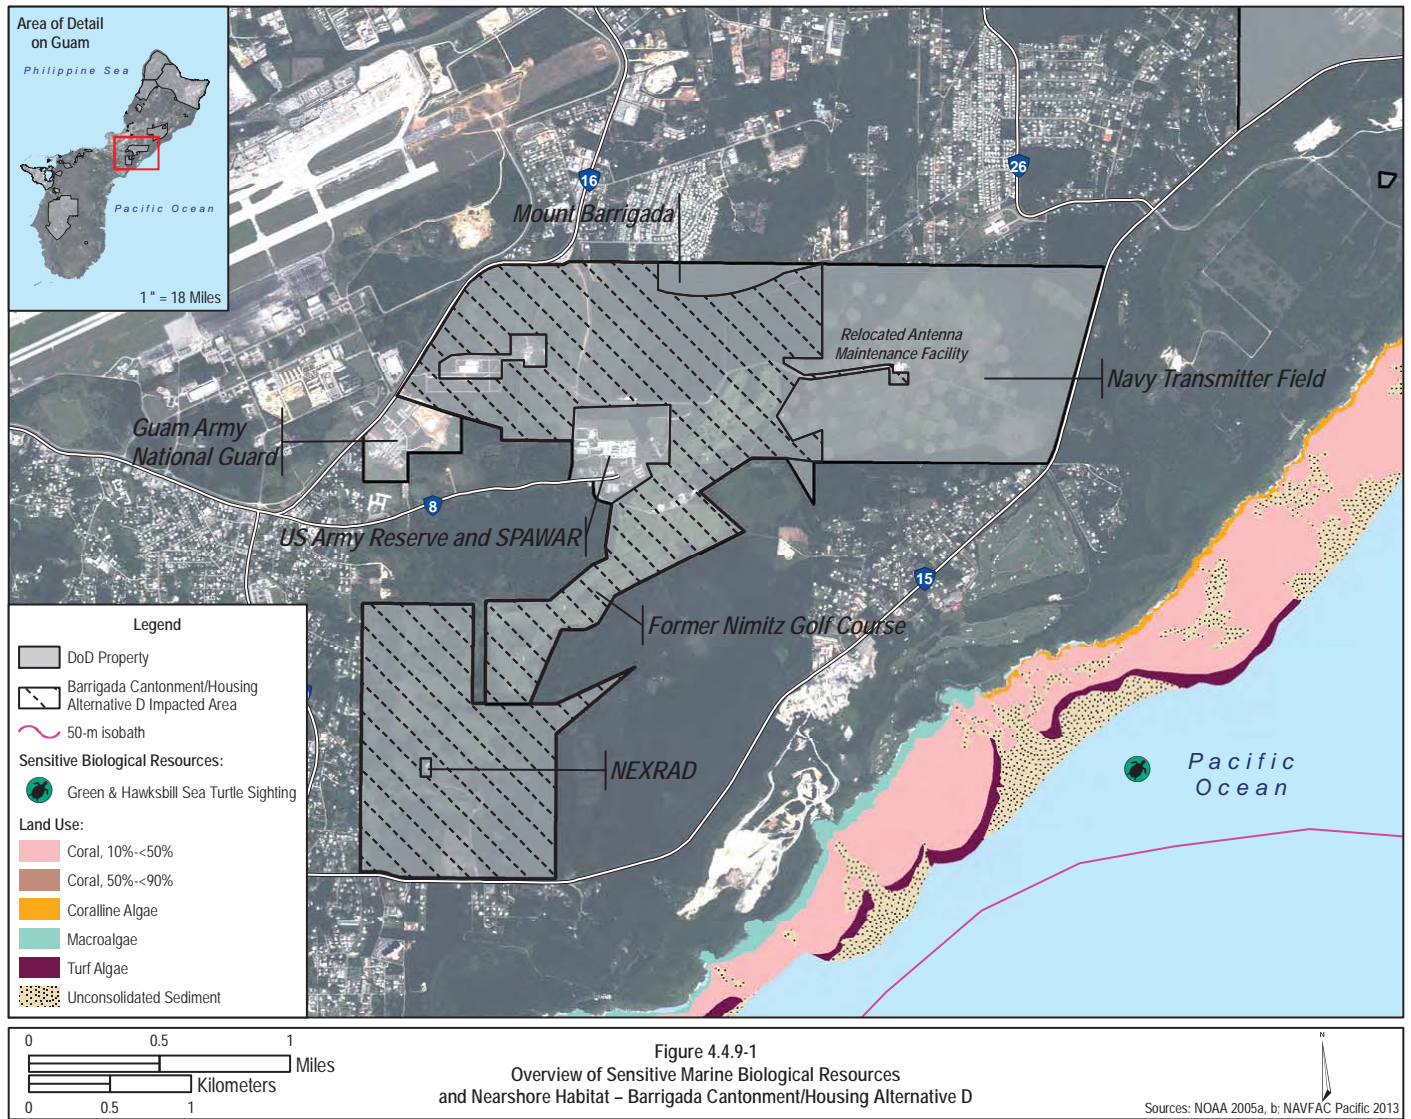 Area of Detail
on Guam
Philippine Sea
Pacific Ocean
1 " = 18 Miles
16
26
Mount Barrigada
Relocated Antenna
Maintenance Facility
Navy Transmitter Field
Guam Army
National Guard
8
US Army Reserve and SPAWAR
15
Former Nimitz Golf Course
NEXRAD
Pacific
Ocean
Legend
DoD Property
Barrigada Cantonment/Housing
Alternative D Impacted Area
50-m isobath
Sensitive Biological Resources:
Green & Hawksbill Sea Turtle Sighting
Land Use:
Coral, 10%-<50%
Coral, 50%-<90%
Coralline Algae
Macroalgae
Turf Algae
Unconsolidated Sediment
0 0.5 1
Miles
Kilometers
0 0.5 1
Figure 4.4.9-1
Overview of Sensitive Marine Biological Resources
and Nearshore Habitat – Barrigada Cantonment/Housing Alternative D
N
Sources: NOAA 2005a, b; NAVFAC Pacific 2013